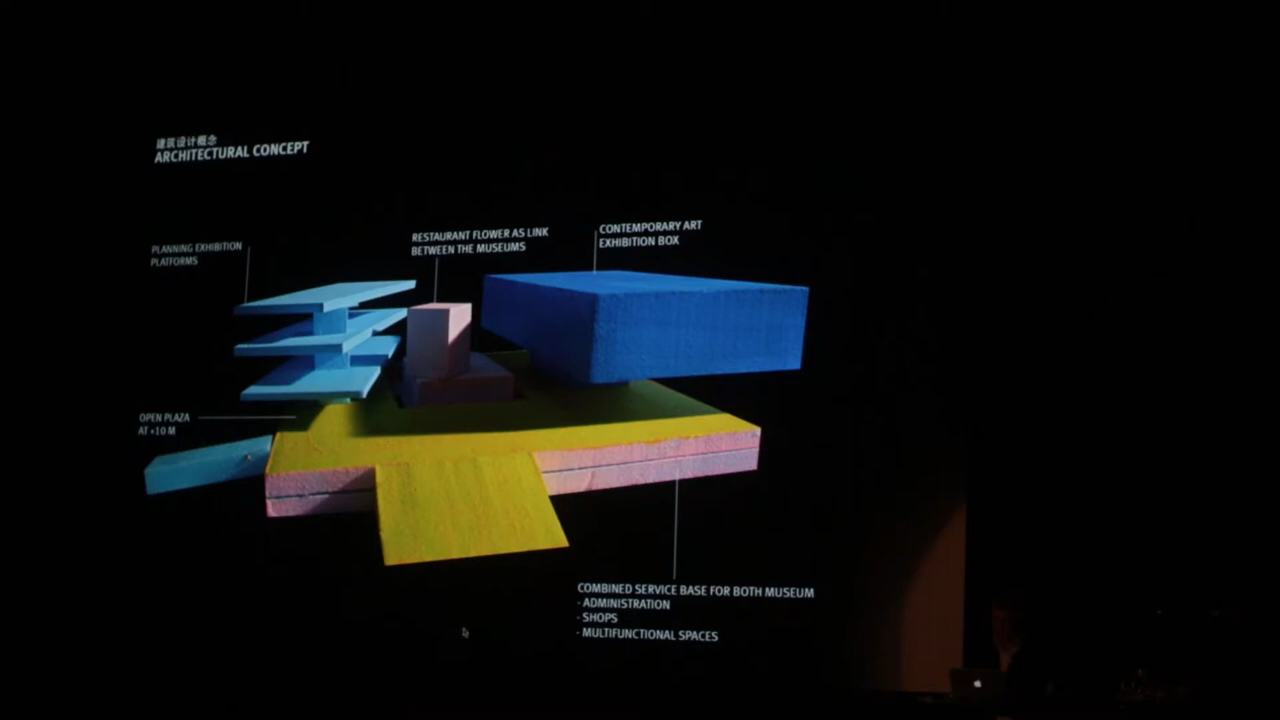 建筑设计概念
ARCHITECTURAL CONCEPT
PLANNING EXHIBITION
PLATFORMS
RESTAURANT FLOWER AS LINK
BETWEEN THE MUSEUMS
CONTEMPORARY ART
EXHIBITION BOX
OPEN PLAZA
AT +10 M
COMBINED SERVICE BASE FOR BOTH MUSEUM
- ADMINISTRATION
- SHOPS
- MULTIFUNCTIONAL SPACES